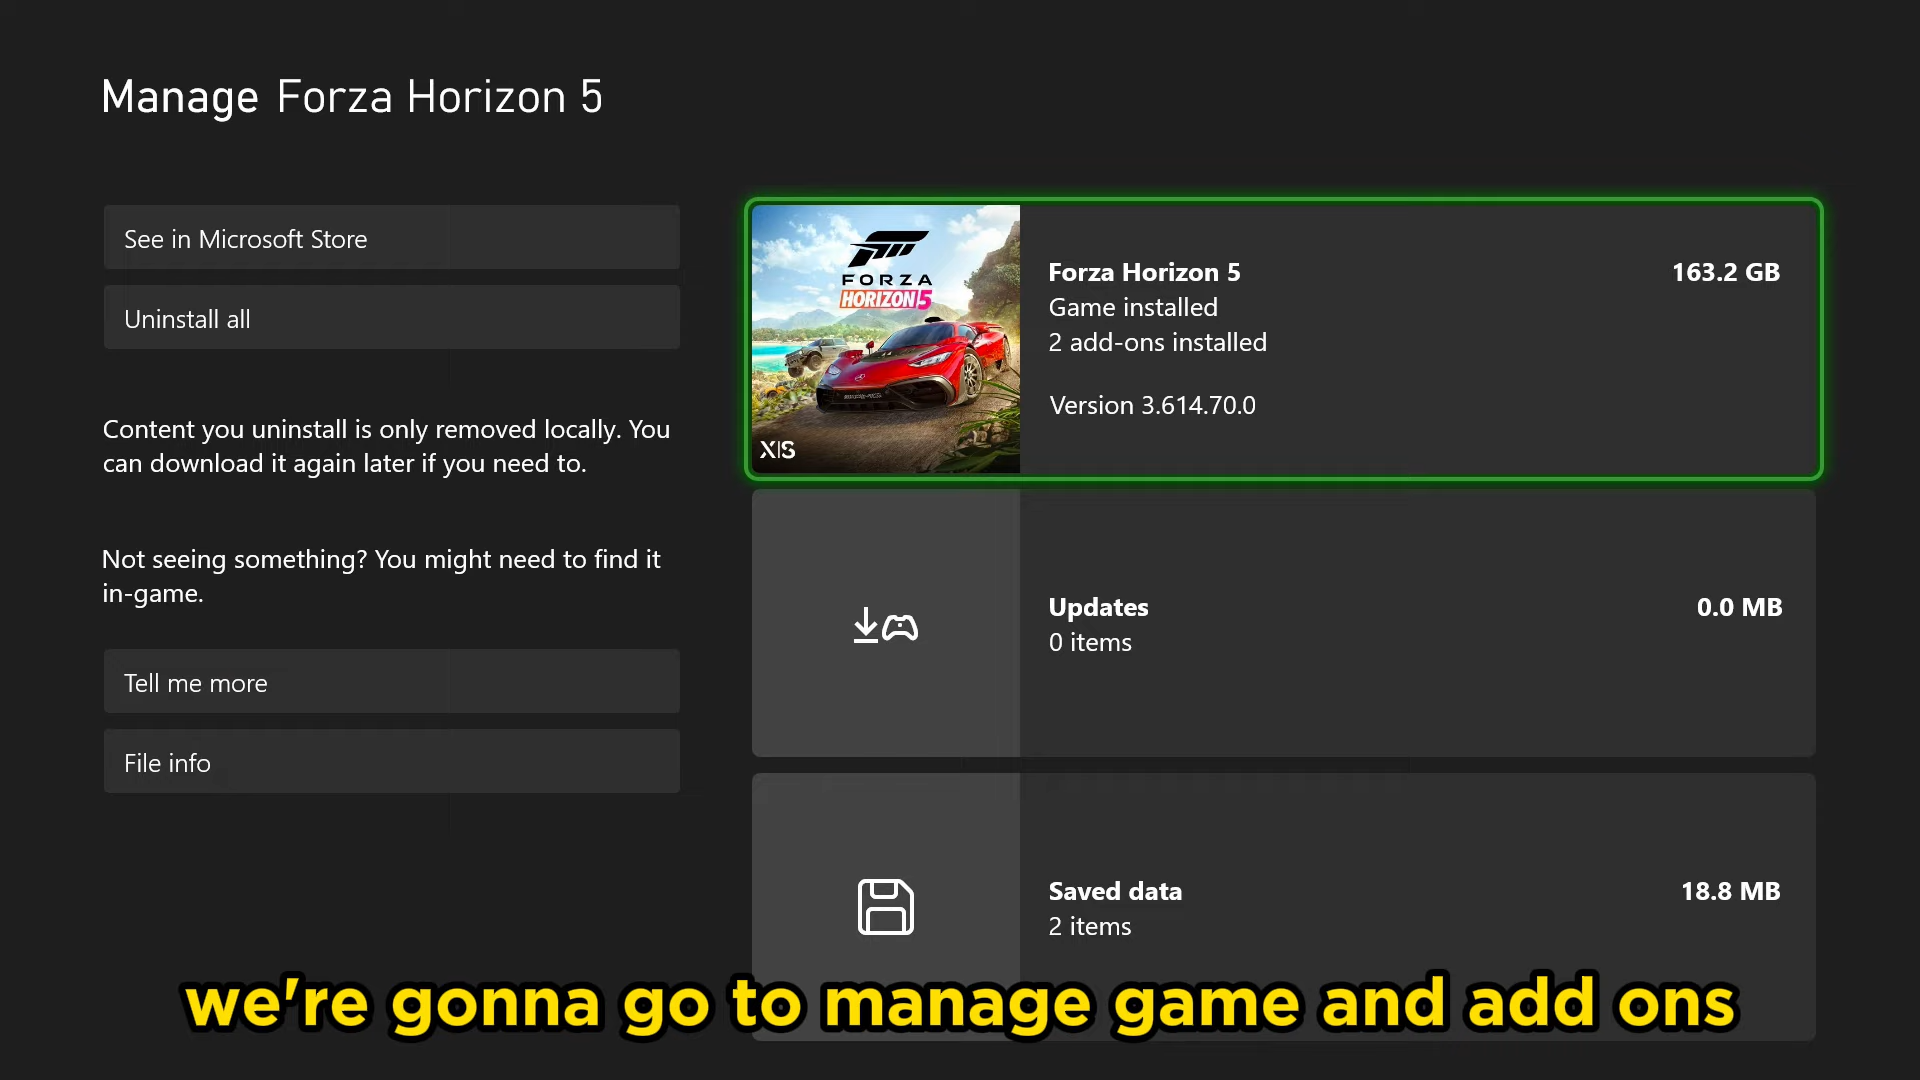 Manage Forza Horizon 5
See in Microsoft Store
Uninstall all
Content you uninstall is only removed locally. You
can download it again later if you need to.
Not seeing something? You might need to find it
in-game.
Tell me more
File info
FORZA
HORIZON 5
X|S
Forza Horizon 5
163.2 GB
Game installed
2 add-ons installed
Version 3.614.70.0
Updates
0.0 MB
0 items
Saved data
18.8 MB
2 items
we're gonna go to manage game and add ons